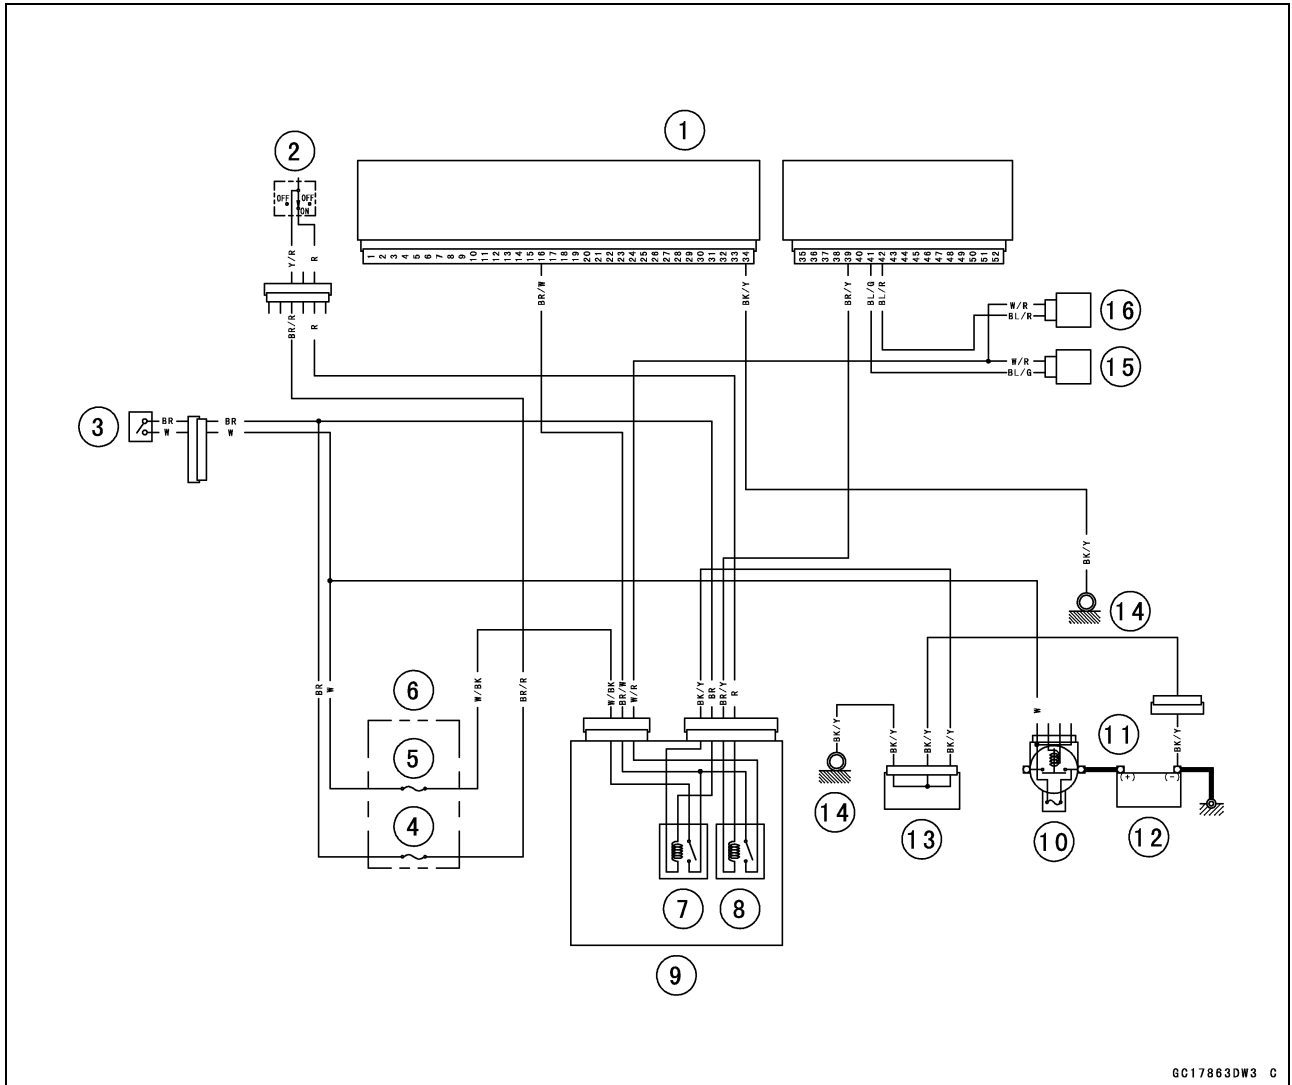 1
2
OFF OFF
ON
1 2 3 4 5 6 7 8 9 10 11 12 13 14 15 16 17 18 19 20 21 22 23 24 25 26 27 28 29 30 31 32 33 34
35 36 37 38 39 40 41 42 43 44 45 46 47 48 49 50 51 52
Y/R R
BR/W BK/Y BR/Y BL/G BL/R
W/R
BL/R
16
BR/R R
W/R
BL/G
15
3
BR BR
W W
BK/Y
14
6
BR W W/BK BR/R W/BK BR/W W/R BK/Y BR BR/Y R
W
5
11
BK/Y BK/Y BK/Y BK/Y BK/Y
(+) (-)
4
14
13
10
12
7
8
9
GC17863DW3 C